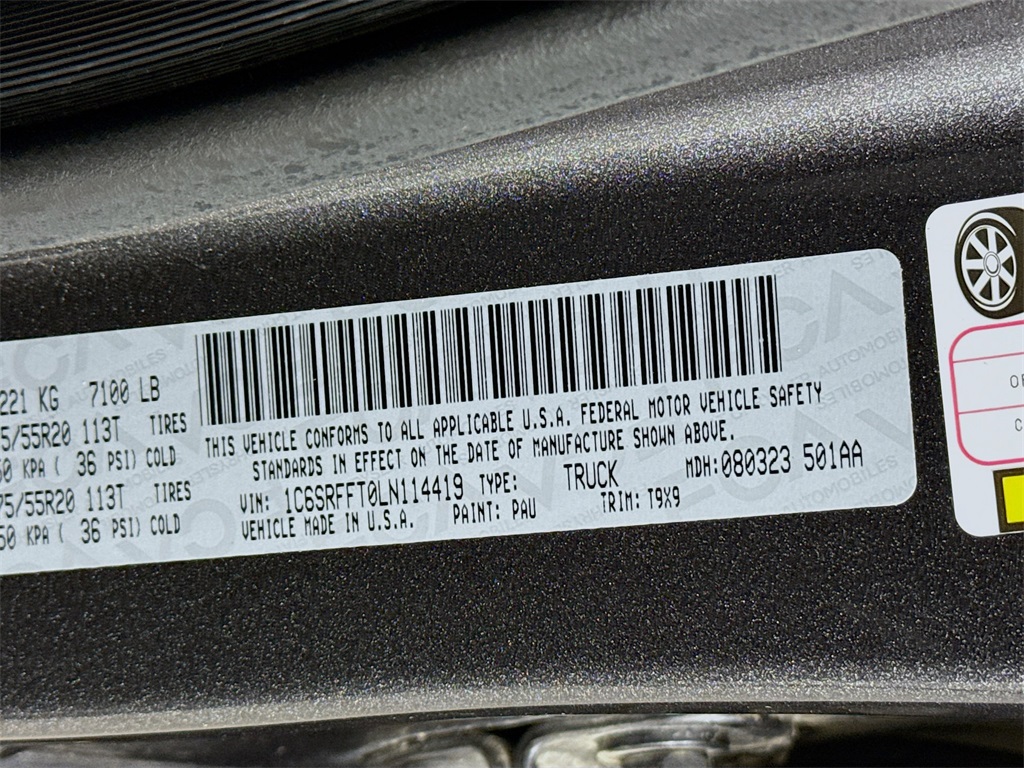 221 KG 7100 LB
5/55R20 113T TIRES
50 KPA ( 36 PSI) COLD
75/55R20 113T TIRES
50 KPA ( 36 PSI) COLD
THIS VEHICLE CONFORMS TO ALL APPLICABLE U.S.A. FEDERAL MOTOR VEHICLE SAFETY
STANDARDS IN EFFECT ON THE DATE OF MANUFACTURE SHOWN ABOVE.
VIN: 1C6SRFFT0LN114419 TYPE: TRUCK MDH:080323 501AA
VEHICLE MADE IN U.S.A. PAINT: PAU TRIM: T9X9